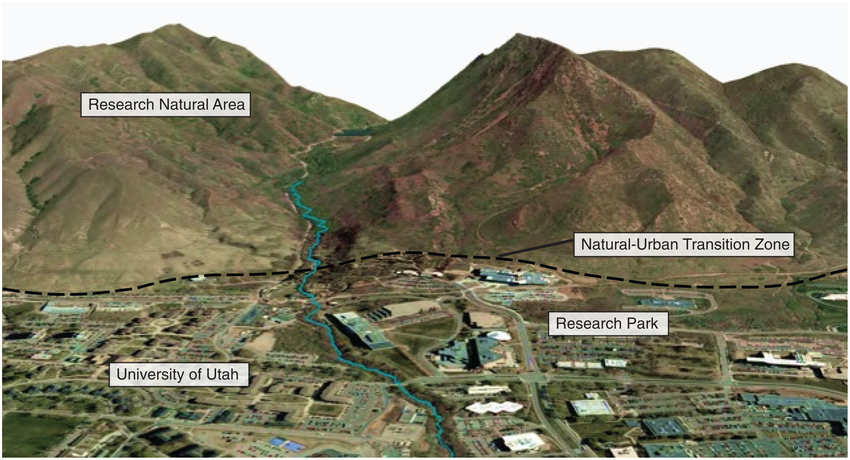 Research Natural Area
Natural-Urban Transition Zone
Research Park
University of Utah